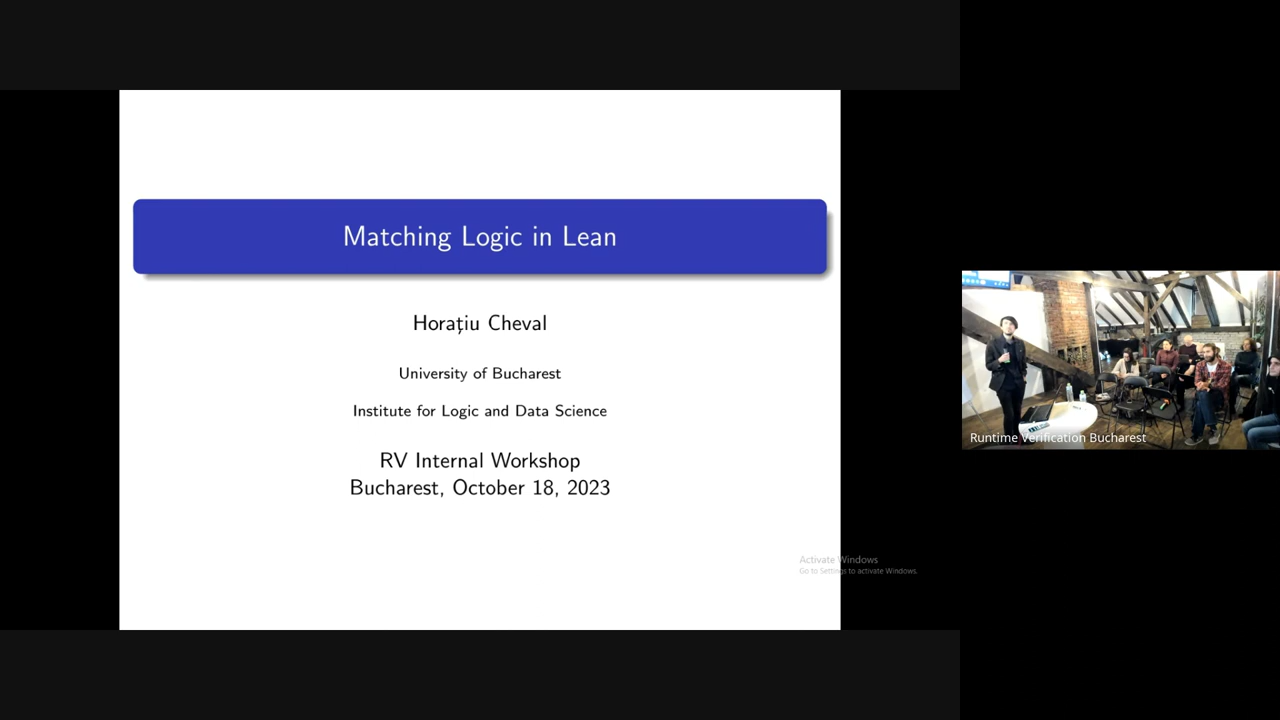 Matching Logic in Lean
Horațiu Cheval
University of Bucharest
Institute for Logic and Data Science
RV Internal Workshop
Bucharest, October 18, 2023
Activate Windows
Go to Settings to activate Windows.
Runtime Verification Bucharest